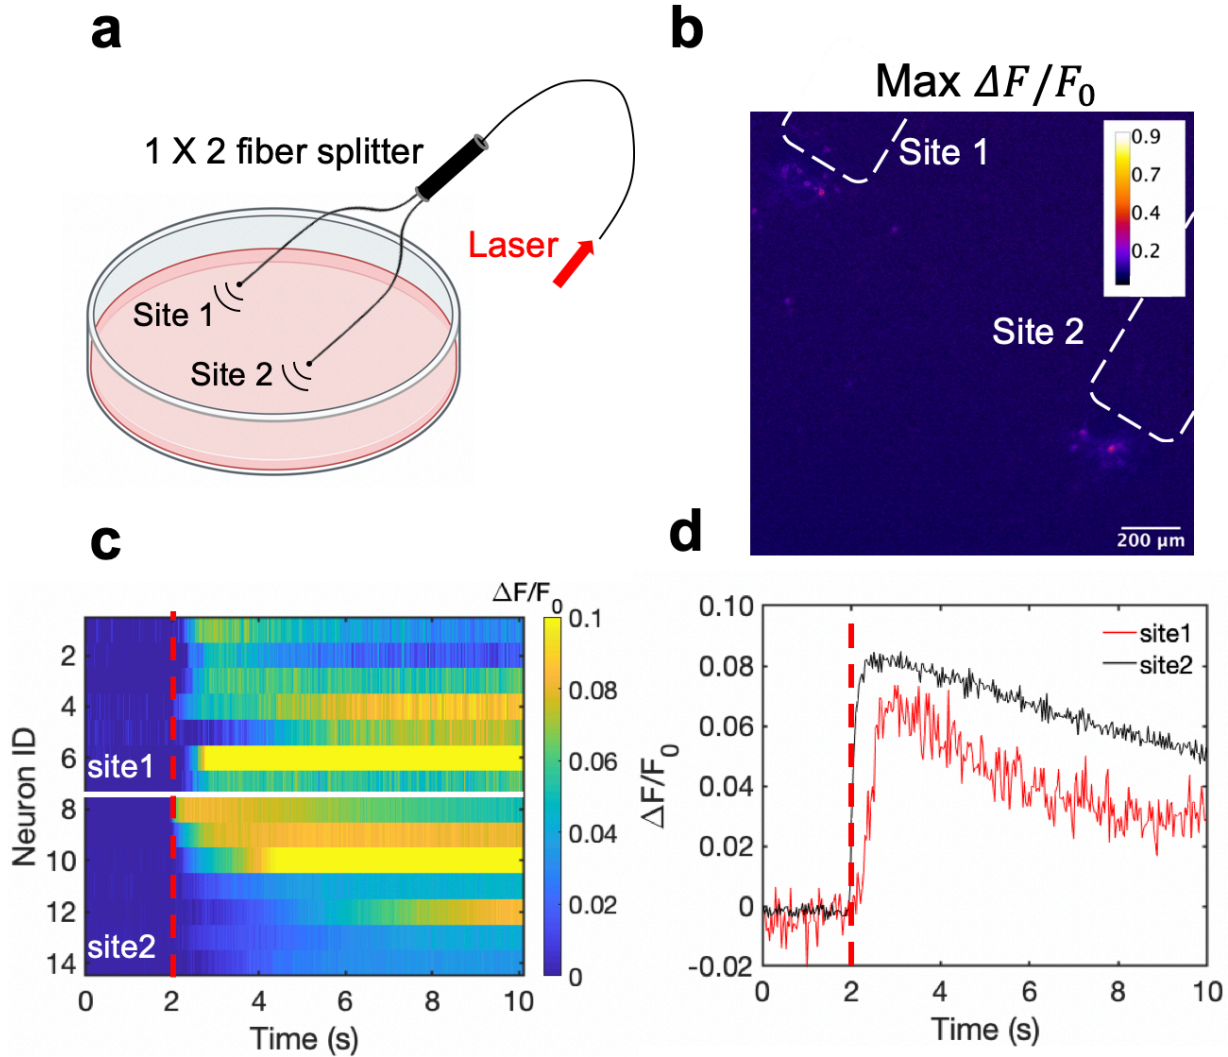 a
1 X 2 fiber splitter
Laser
Site 1
Site 2
b
Max ΔF/F₀
Site 1
0.9
0.7
0.4
0.2
Site 2
200 μm
c
ΔF/F₀
0.1
0.08
0.06
0.04
0.02
0
Neuron ID
2
4
6
8
10
12
14
site1
site2
0 2 4 6 8 10
Time (s)
d
0.10
0.08
0.06
0.04
0.02
0
-0.02
ΔF/F₀
site1
site2
0 2 4 6 8 10
Time (s)